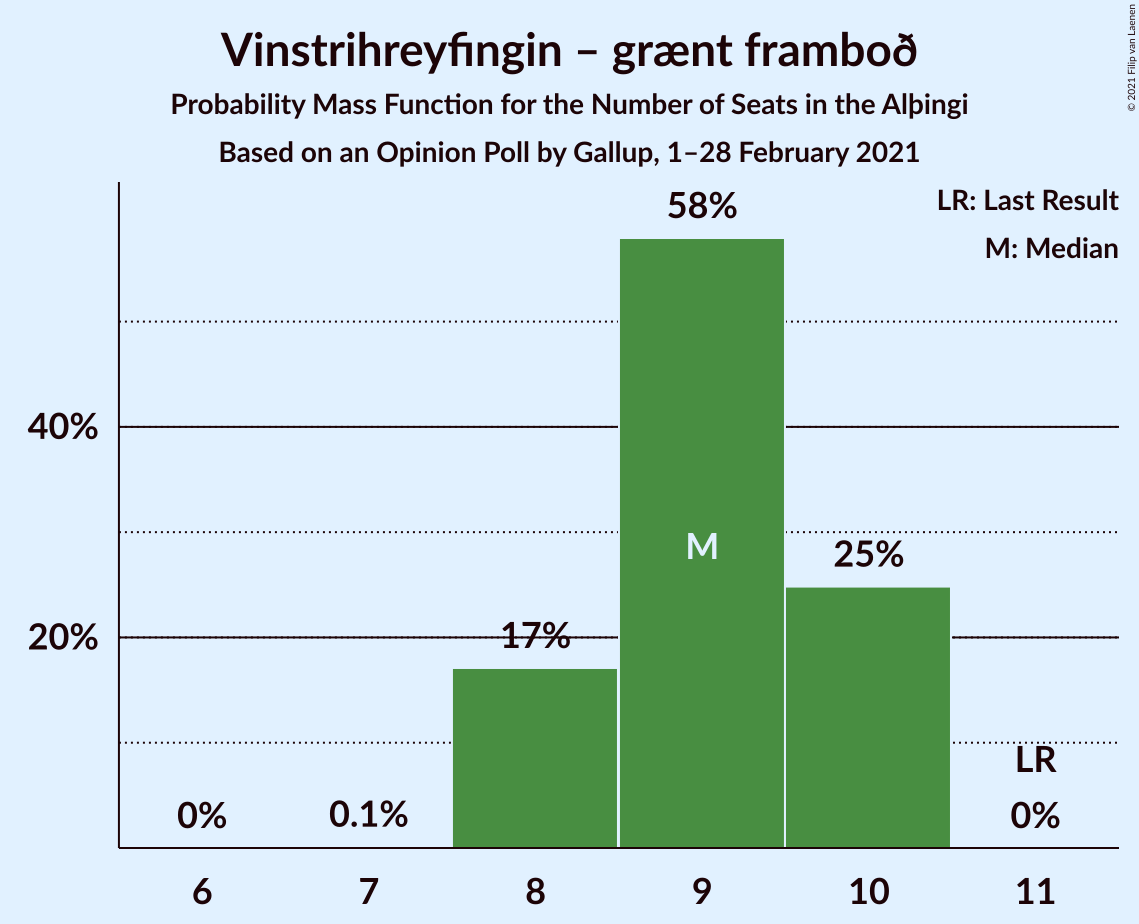 Vinstrihreyfingin – grænt framboð
Probability Mass Function for the Number of Seats in the Alþingi
Based on an Opinion Poll by Gallup, 1–28 February 2021
© 2021 Filip van Laenen
LR: Last Result
M: Median
58%
40%
M
25%
20%
17%
LR
0%
0.1%
0%
6
7
8
9
10
11